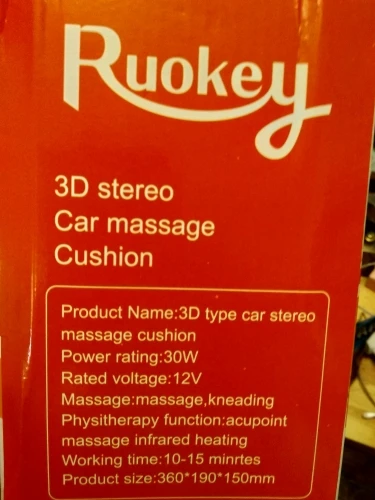 Ruokey
3D stereo
Car massage
Cushion
Product Name:3D type car stereo
massage cushion
Power rating:30W
Rated voltage:12V
Massage:massage,kneading
Physitherapy function:acupoint
massage infrared heating
Working time:10-15 minrtes
Product size:360*190*150mm